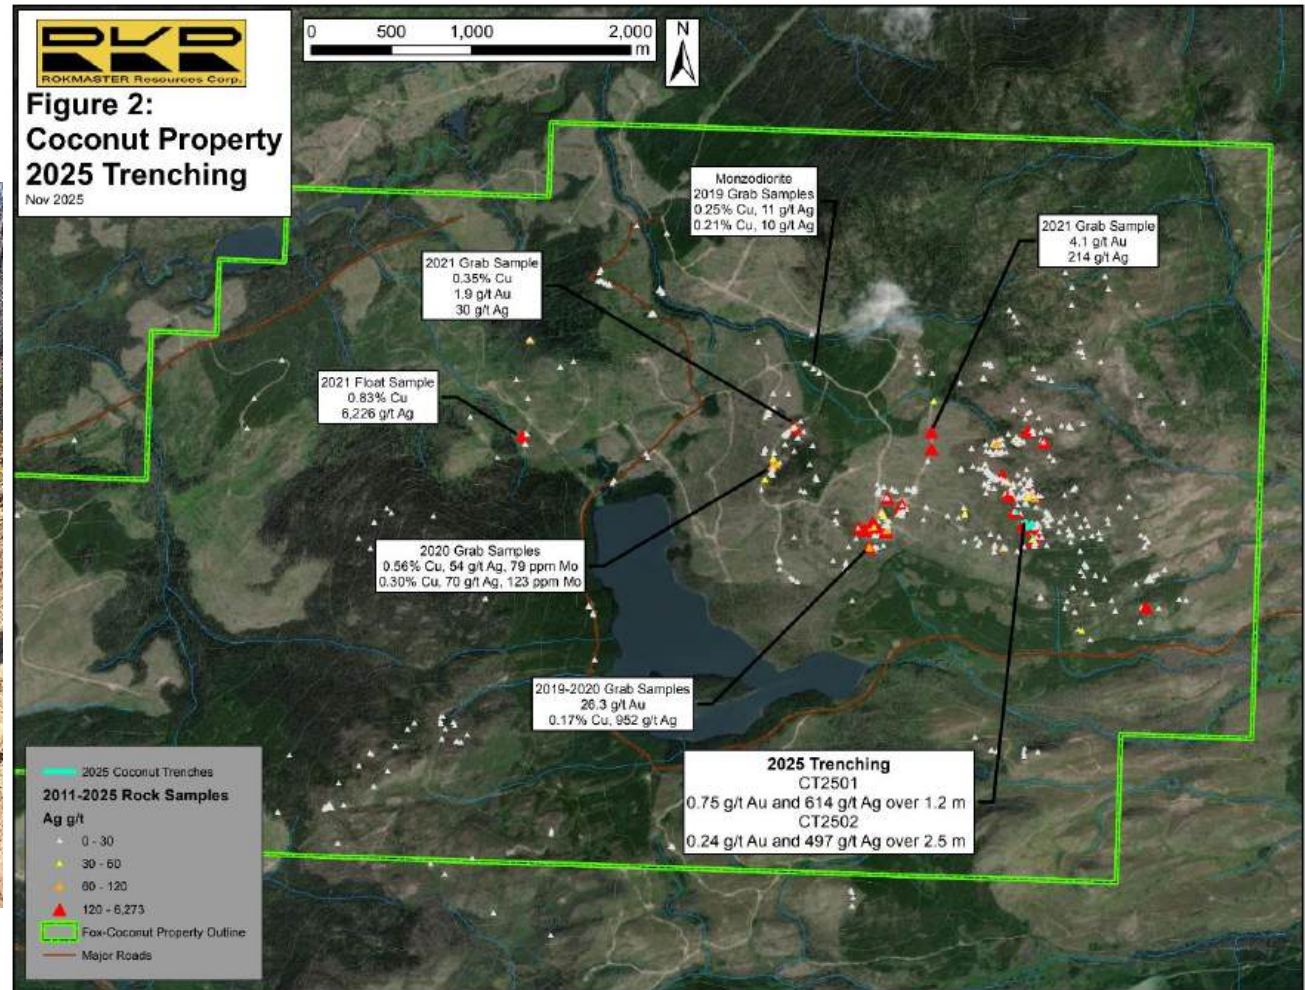 RKR
ROKMASTER Resources Corp.
Figure 2:
Coconut Property
2025 Trenching
Nov 2025
0 500 1,000 2,000
m
N
Monzodiorite
2019 Grab Samples
0.25% Cu, 11 g/t Ag
0.21% Cu, 10 g/t Ag
2021 Grab Sample
4.1 g/t Au
214 g/t Ag
2021 Grab Sample
0.35% Cu
1.9 g/t Au
30 g/t Ag
2021 Float Sample
0.83% Cu
6,226 g/t Ag
2020 Grab Samples
0.56% Cu, 54 g/t Ag, 79 ppm Mo
0.30% Cu, 70 g/t Ag, 123 ppm Mo
2019-2020 Grab Samples
26.3 g/t Au
0.17% Cu, 952 g/t Ag
2025 Trenching
CT2501
0.75 g/t Au and 614 g/t Ag over 1.2 m
CT2502
0.24 g/t Au and 497 g/t Ag over 2.5 m
2025 Coconut Trenches
2011-2025 Rock Samples
Ag g/t
0 - 30
30 - 60
60 - 120
120 - 6,273
Fox-Coconut Property Outline
Major Roads